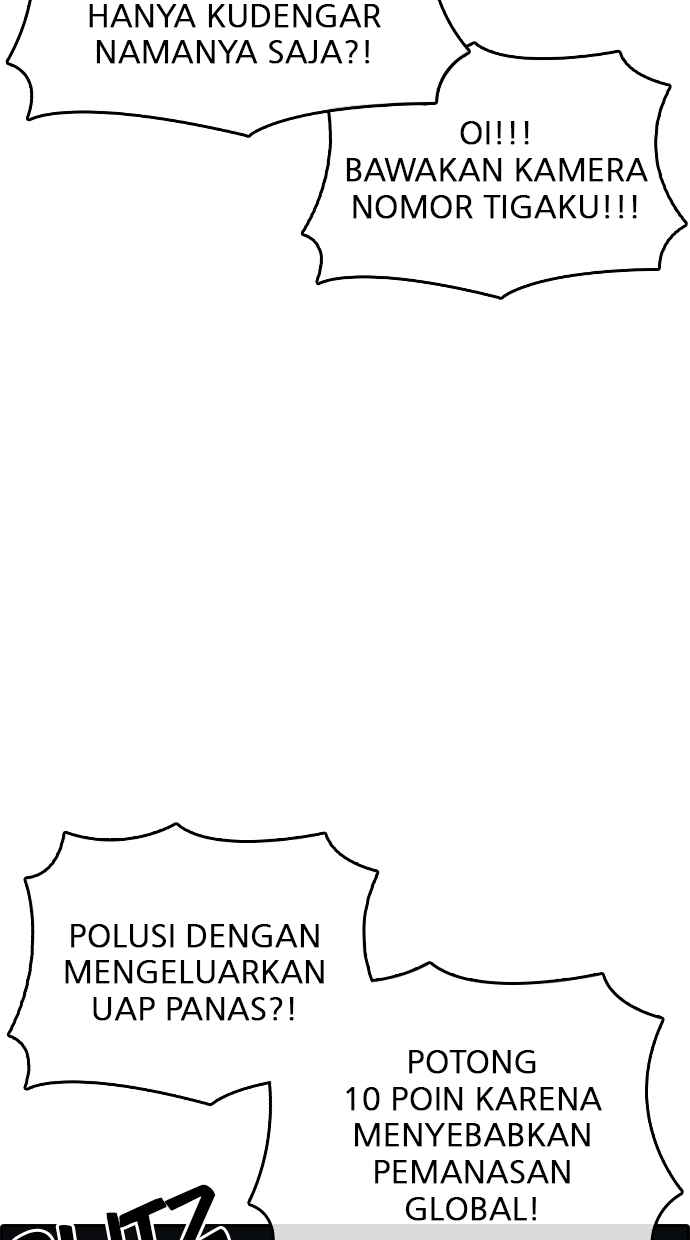 HANYA KUDENGAR
NAMANYA SAJA?!
OI!!!
BAWAKAN KAMERA
NOMOR TIGAKU!!!
POLUSI DENGAN
MENGELUARKAN
UAP PANAS?!
POTONG
10 POIN KARENA
MENYEBABKAN
PEMANASAN
GLOBAL!